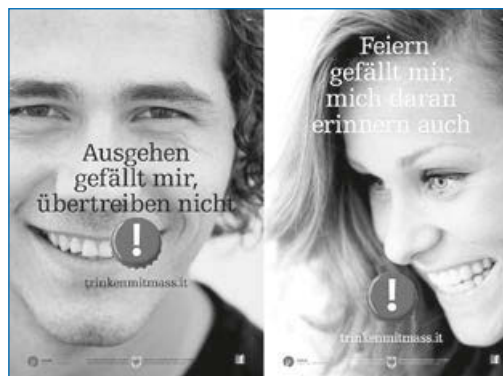 Ausgehen
gefällt mir,
übertreiben nicht
!
trinkenmitmass.it
Feiern
gefällt mir,
mich daran
erinnern auch
!
trinkenmitmass.it